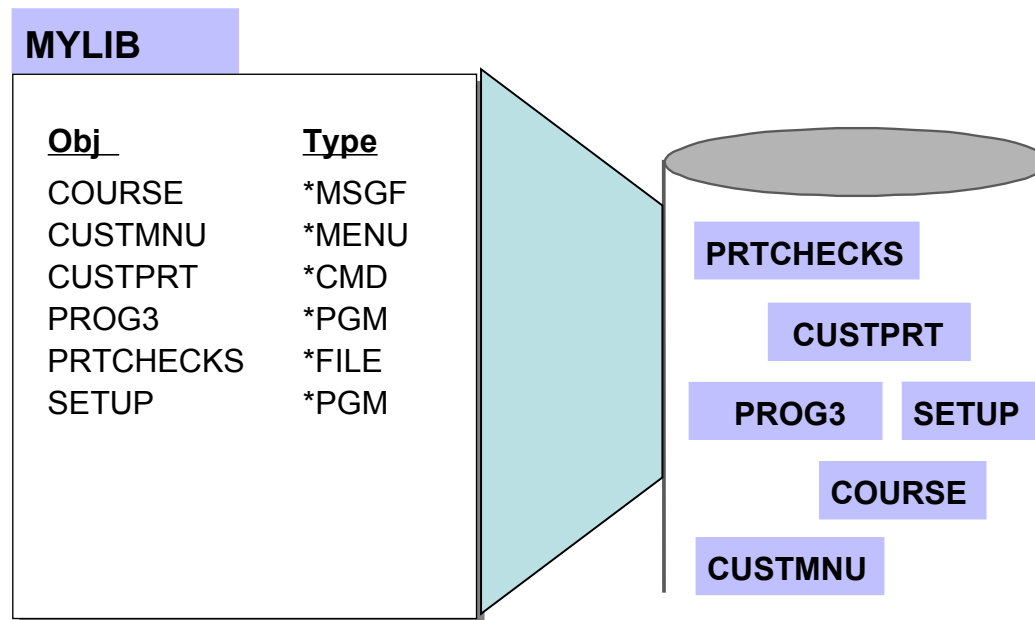 MYLIB
Obj Type
COURSE *MSGF
CUSTMNU *MENU
CUSTPRT *CMD
PROG3 *PGM
PRTCHECKS *FILE
SETUP *PGM
PRTCHECKS
CUSTPRT
PROG3 SETUP
COURSE
CUSTMNU